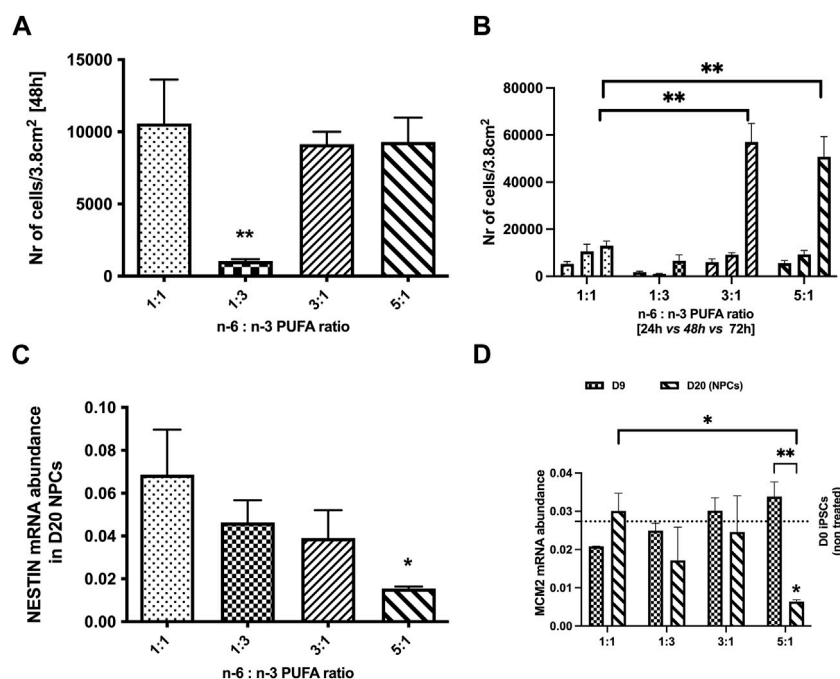 A
Nr of cells/3.8cm² [48h]
15000
10000
5000
0
**
1:1
1:3
3:1
5:1
n-6 : n-3 PUFA ratio
B
Nr of cells/3.8cm²
80000
60000
40000
20000
0
**
**
1:1
1:3
3:1
5:1
n-6 : n-3 PUFA ratio
[24h vs 48h vs 72h]
C
NESTIN mRNA abundance
in D20 NPCs
0.10
0.08
0.06
0.04
0.02
0.00
*
1:1
1:3
3:1
5:1
n-6 : n-3 PUFA ratio
D
D9
D20 (NPCs)
MCM2 mRNA abundance
0.04
0.03
0.02
0.01
0.00
*
**
*
D0 iPSCs
(non treated)
1:1
1:3
3:1
5:1
n-6 : n-3 PUFA ratio